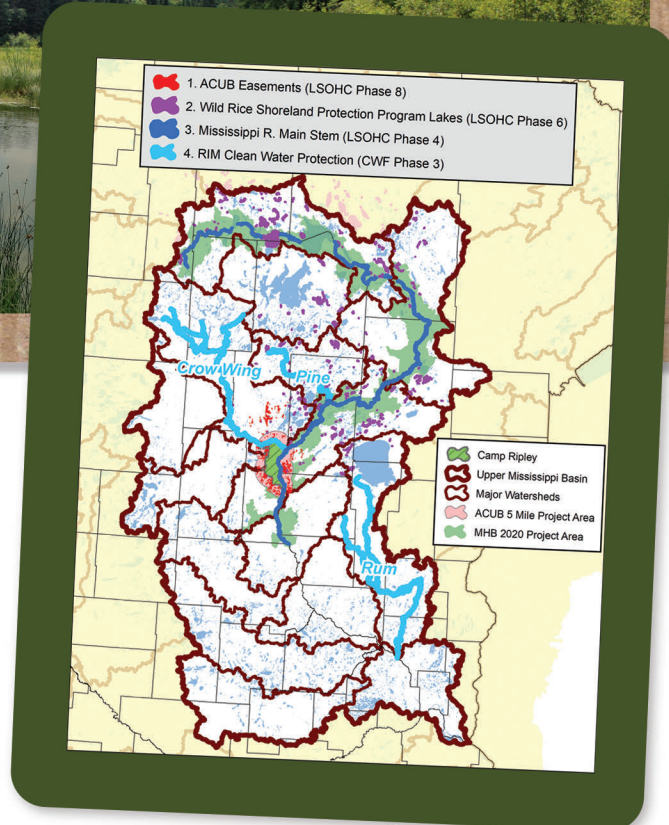 1. ACUB Easements (LSOHC Phase 8)
2. Wild Rice Shoreland Protection Program Lakes (LSOHC Phase 6)
3. Mississippi R. Main Stem (LSOHC Phase 4)
4. RIM Clean Water Protection (CWF Phase 3)
Crow Wing
Pine
Camp Ripley
Upper Mississippi Basin
Major Watersheds
ACUB 5 Mile Project Area
MHB 2020 Project Area
Rum